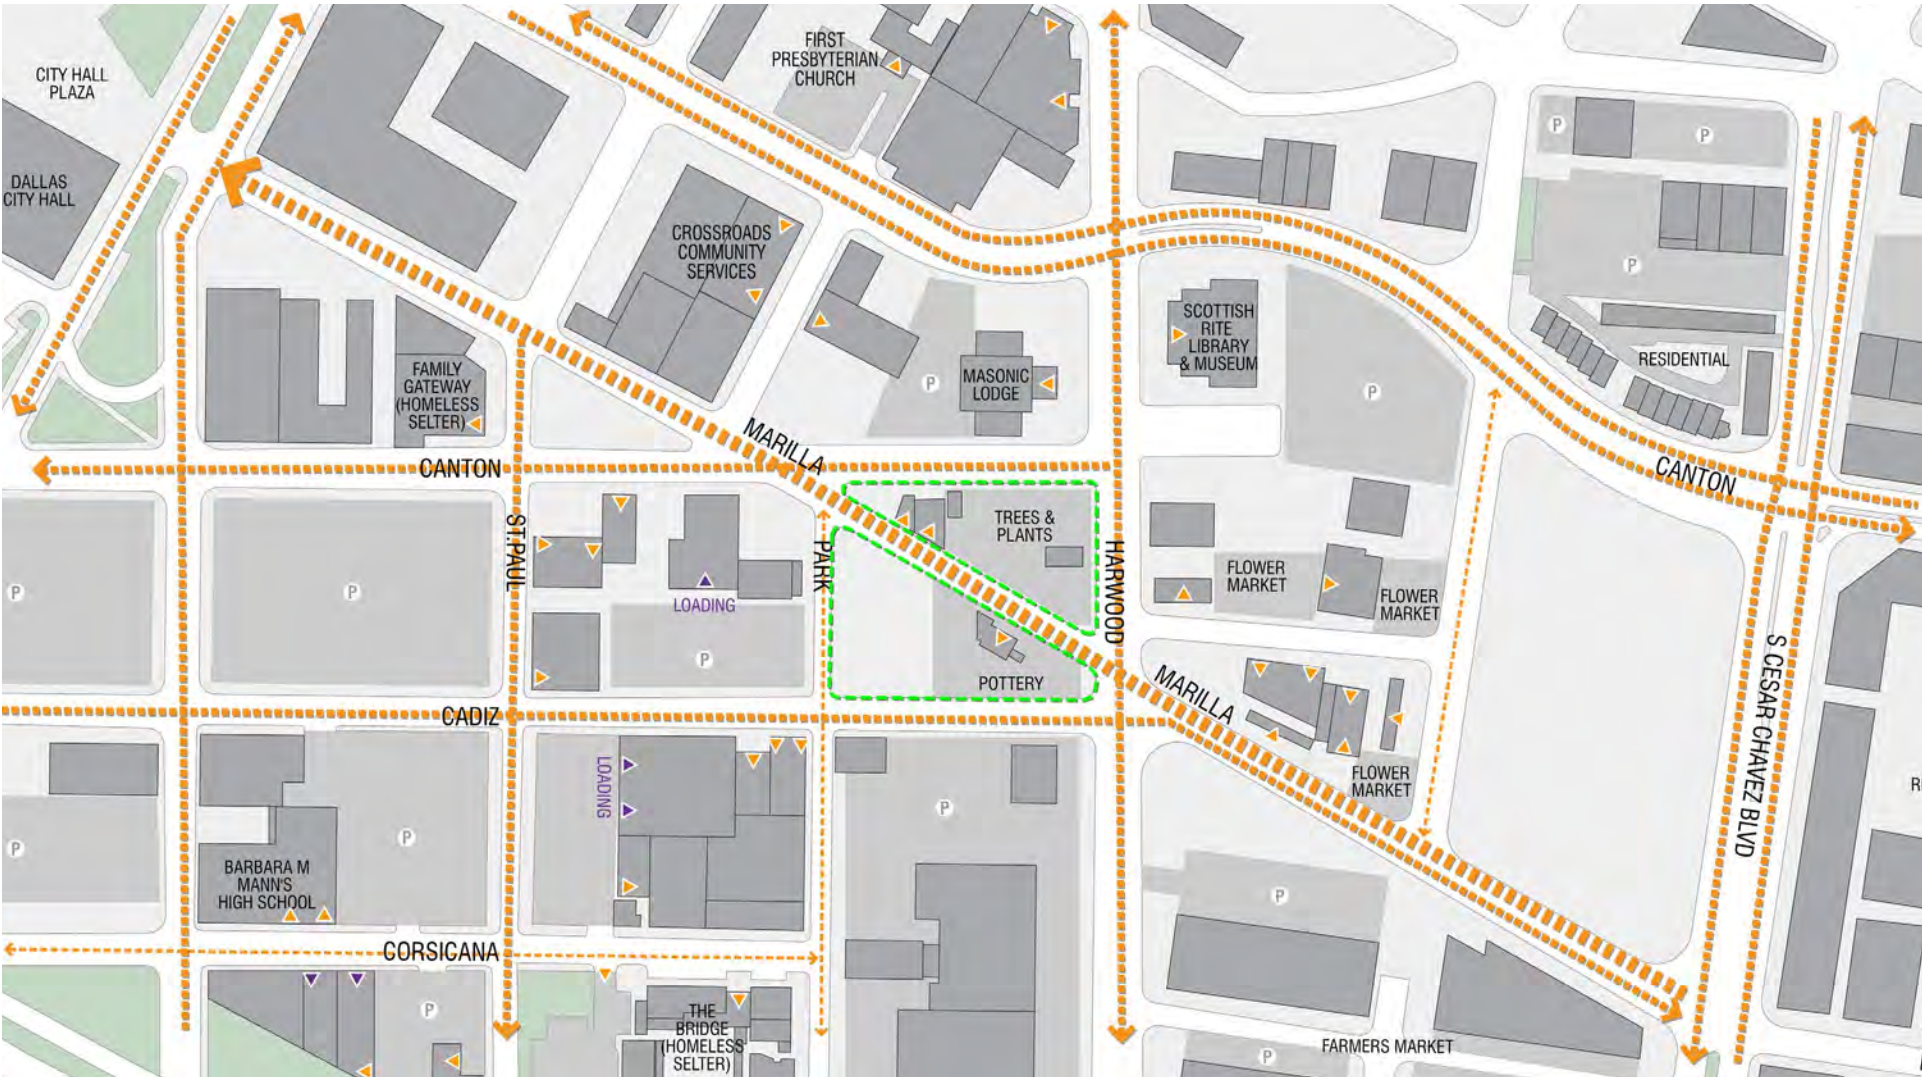 CITY HALL
PLAZA
FIRST
PRESBYTERIAN
CHURCH
P
P
DALLAS
CITY HALL
CROSSROADS
COMMUNITY
SERVICES
P
SCOTTISH
RITE
LIBRARY
& MUSEUM
RESIDENTIAL
FAMILY
GATEWAY
(HOMELESS
SELTER)
P
MASONIC
LODGE
P
MARILLA
CANTON
CANTON
ST.PAUL
PARK
TREES &
PLANTS
HARWOOD
FLOWER
MARKET
FLOWER
MARKET
P
P
LOADING
P
POTTERY
MARILLA
S CESAR CHAVEZ BLVD
CADIZ
LOADING
FLOWER
MARKET
P
P
P
R
BARBARA M
MANN'S
HIGH SCHOOL
P
CORSICANA
P
THE
BRIDGE
(HOMELESS
SELTER)
FARMERS MARKET
P